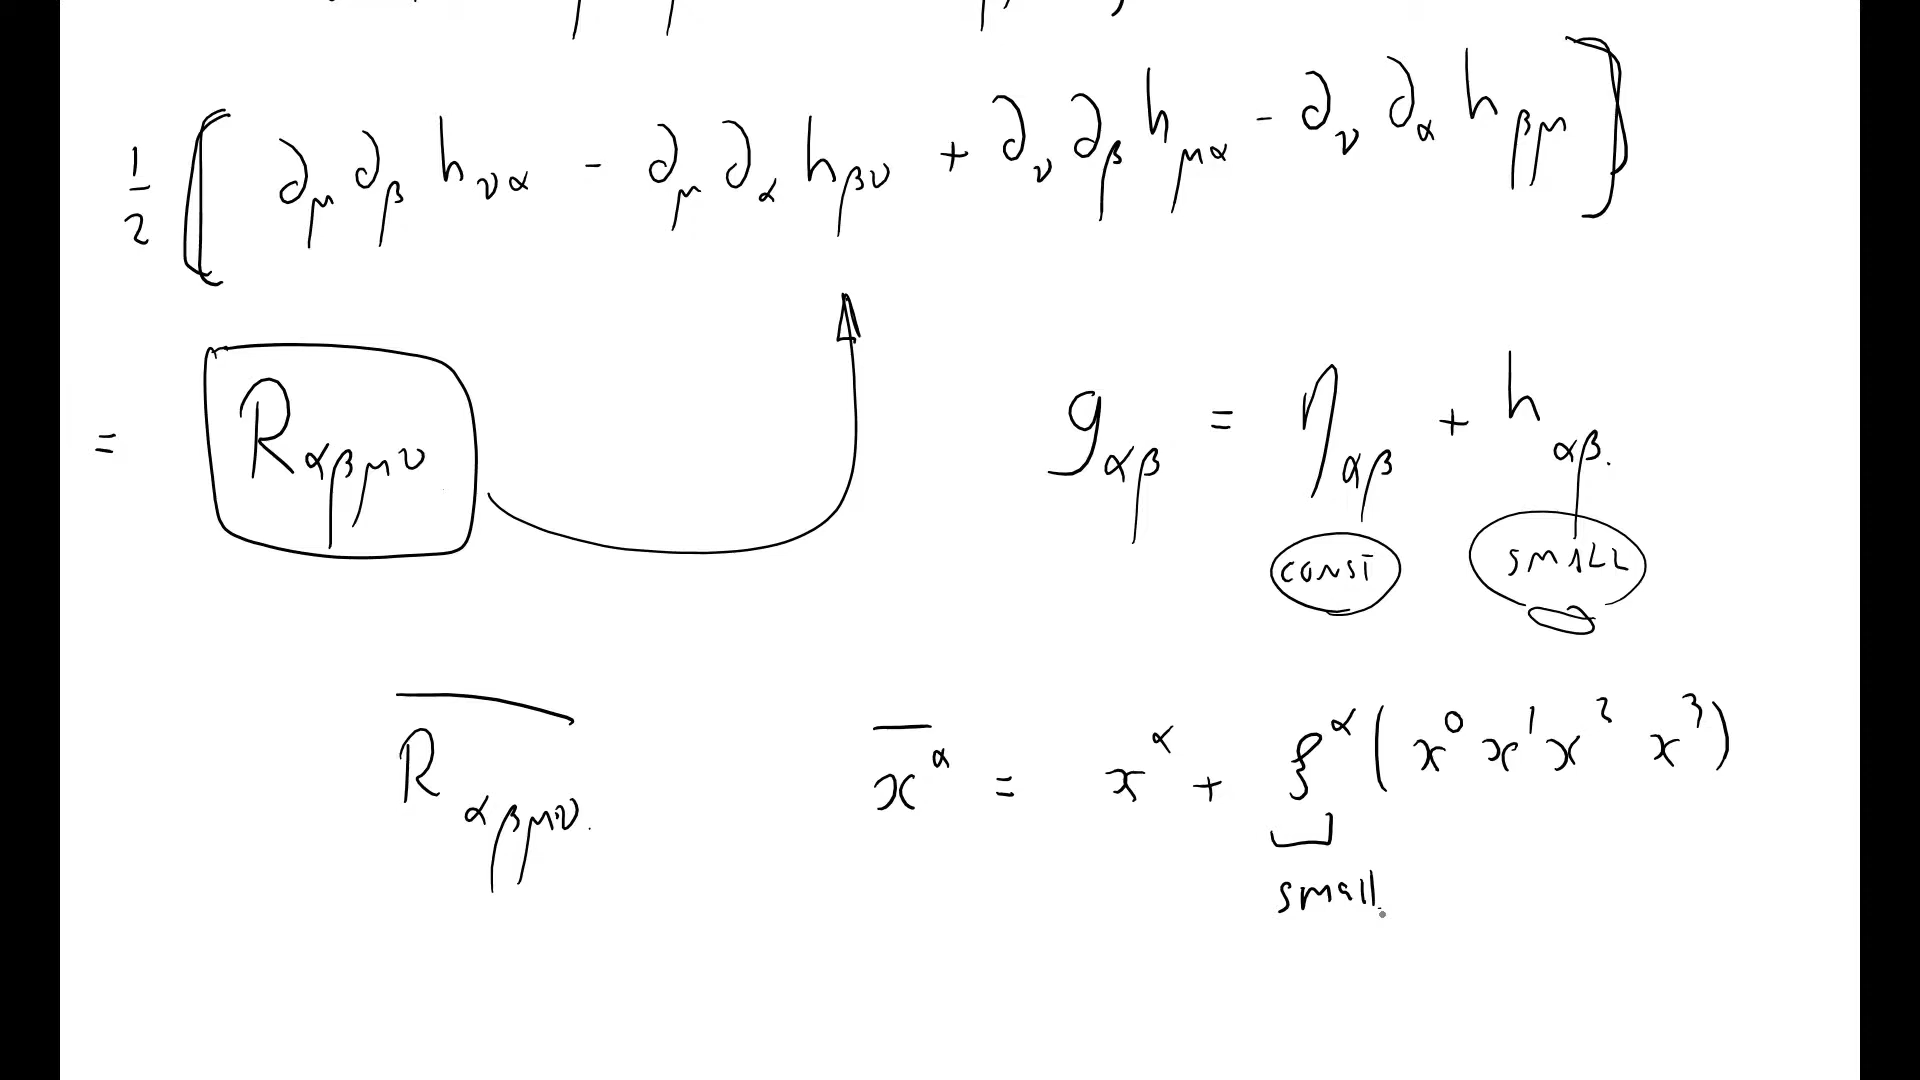 1/2 [ ∂_μ ∂_β h_να - ∂_μ ∂_α h_βν + ∂_ν ∂_β h_μα - ∂_ν ∂_α h_βμ ]
= R_αβμν
g_αβ = η_αβ + h_αβ.
CONST SMALL
R̄_αβμν. x̄^α = x^α + ξ^α ( x^0 x^1 x^2 x^3 )
small.